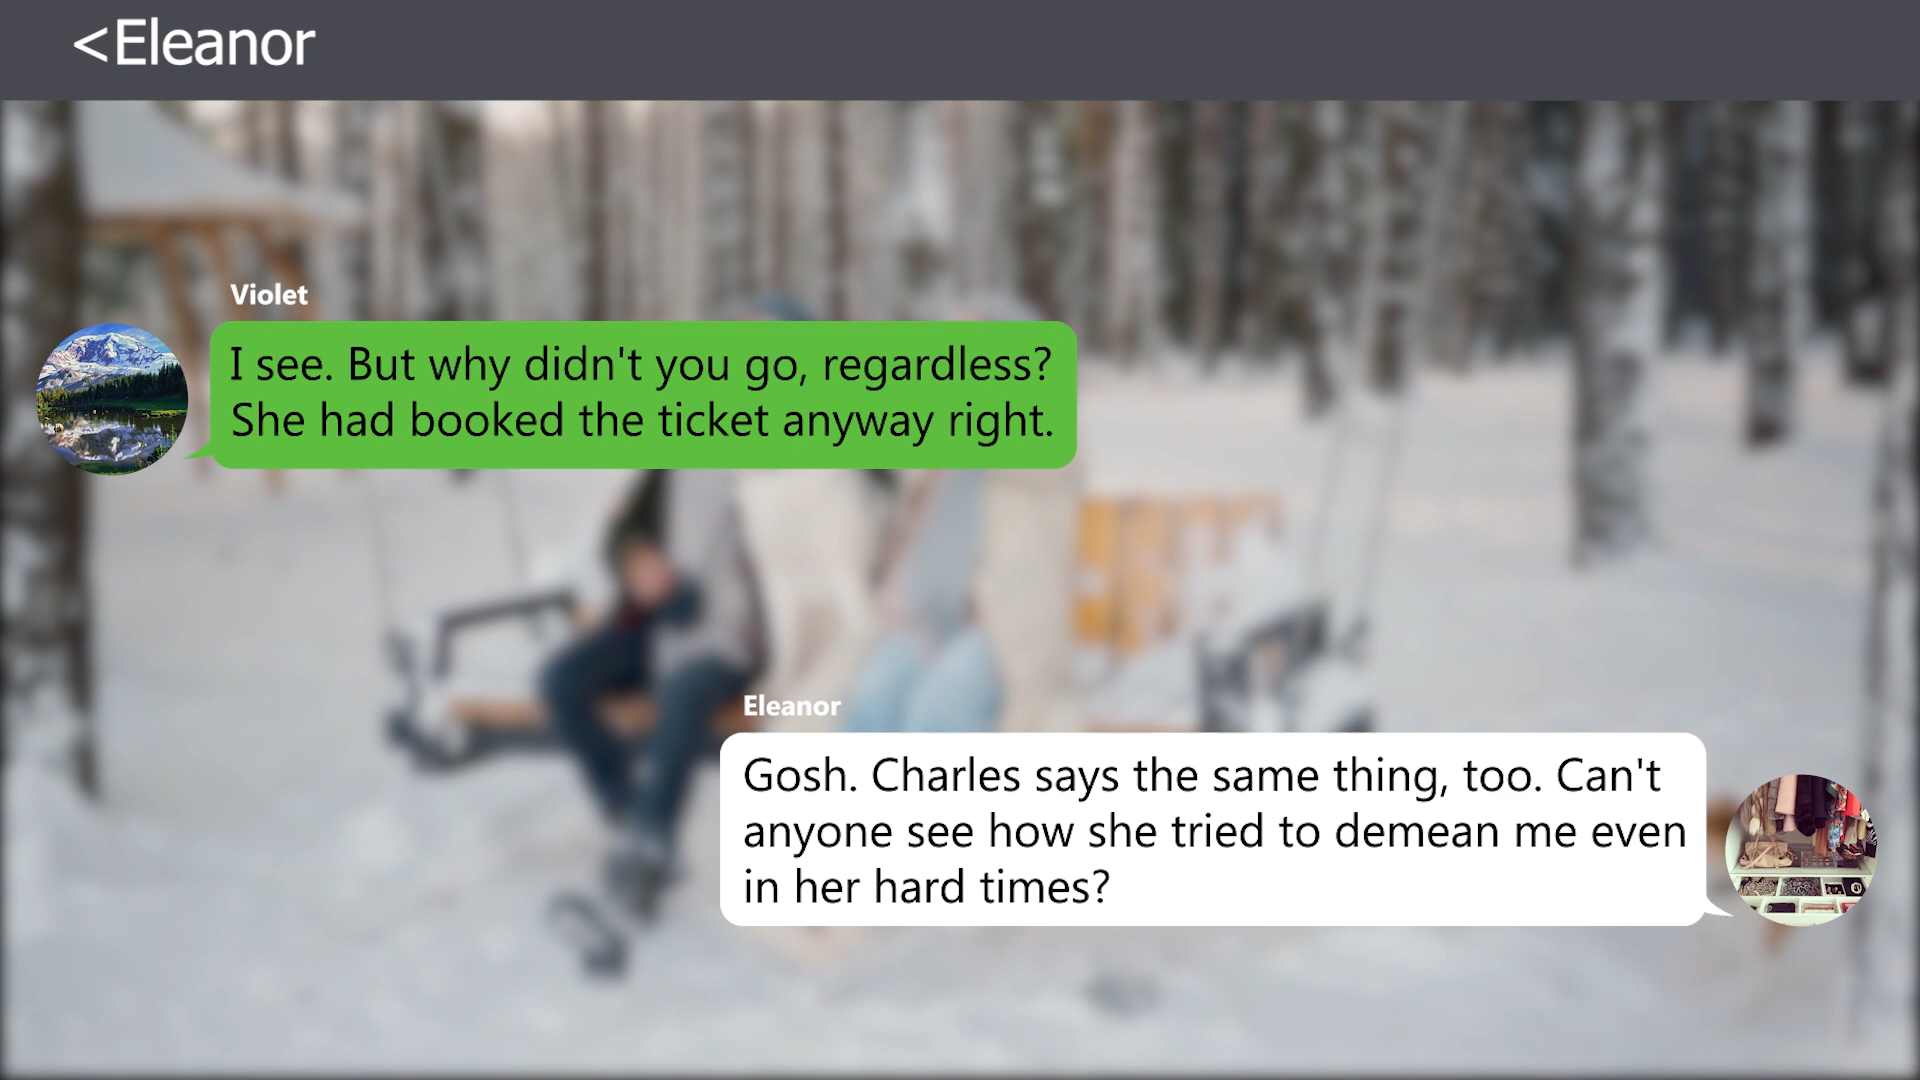 <Eleanor
Violet
I see. But why didn't you go, regardless?
She had booked the ticket anyway right.
Eleanor
Gosh. Charles says the same thing, too. Can't
anyone see how she tried to demean me even
in her hard times?